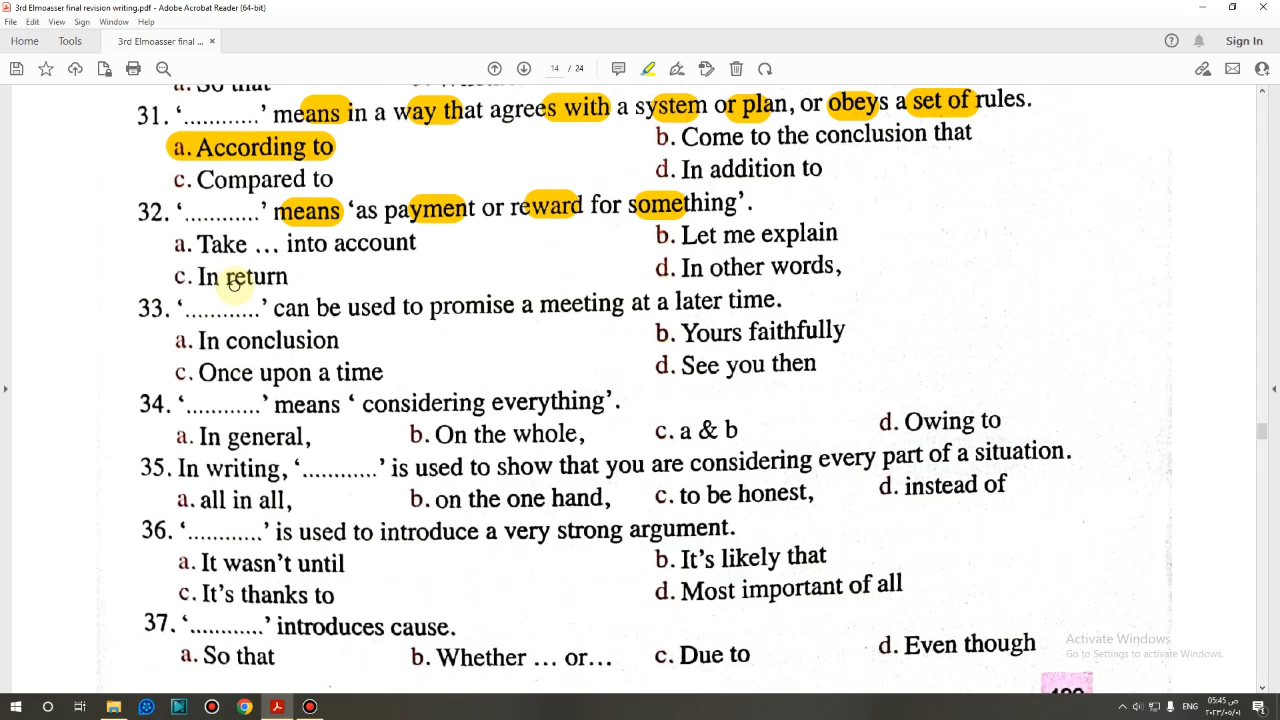 3rd Elmoasser final revision writing.pdf - Adobe Acrobat Reader (64-bit)
File Edit View Sign Window Help
Home Tools 3rd Elmoasser final ... × Sign In
14 / 24
a. So that
31. '............' means in a way that agrees with a system or plan, or obeys a set of rules.
a. According to b. Come to the conclusion that
c. Compared to d. In addition to
32. '............' means 'as payment or reward for something'.
a. Take ... into account b. Let me explain
c. In return d. In other words,
33. '............' can be used to promise a meeting at a later time.
a. In conclusion b. Yours faithfully
c. Once upon a time d. See you then
34. '............' means ' considering everything'.
a. In general, b. On the whole, c. a & b d. Owing to
35. In writing, '............' is used to show that you are considering every part of a situation.
a. all in all, b. on the one hand, c. to be honest, d. instead of
36. '............' is used to introduce a very strong argument.
a. It wasn't until b. It's likely that
c. It's thanks to d. Most important of all
37. '............' introduces cause.
a. So that b. Whether ... or... c. Due to d. Even though
Activate Windows
Go to Settings to activate Windows.
ENG 05:45 ص
٢٠٢٣/٠٥/٠١